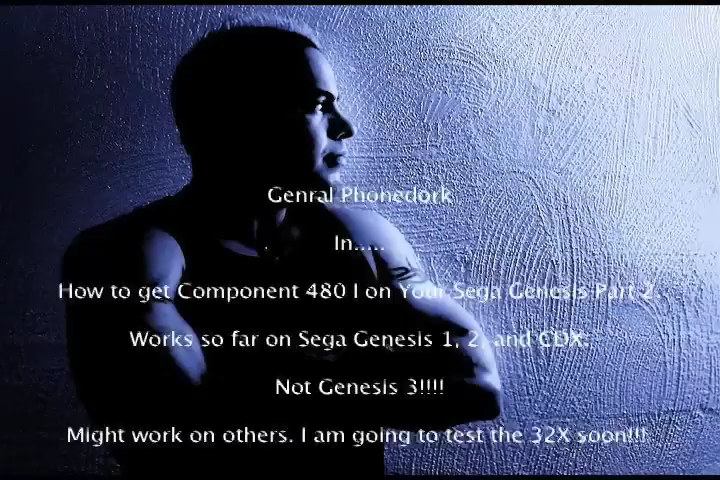 Genral Phonedork
In.....
How to get Component 480 I on Your Sega Genesis Part 2.
Works so far on Sega Genesis 1, 2, and CDX.
Not Genesis 3!!!!
Might work on others. I am going to test the 32X soon!!!